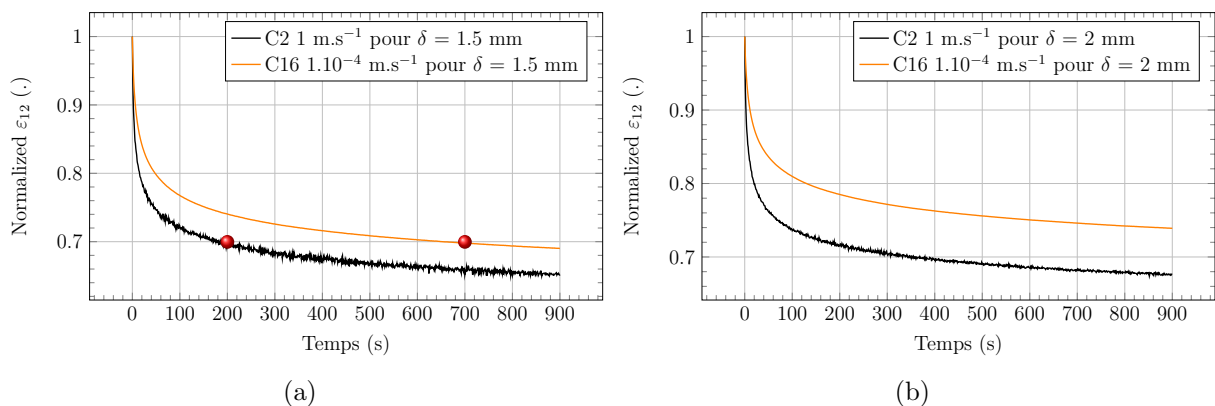 1
0.9
0.8
0.7
Normalized ε₁₂ (.)
C2 1 m.s⁻¹ pour δ = 1.5 mm
C16 1.10⁻⁴ m.s⁻¹ pour δ = 1.5 mm
0 100 200 300 400 500 600 700 800 900
Temps (s)
(a)
1
0.9
0.8
0.7
Normalized ε₁₂ (.)
C2 1 m.s⁻¹ pour δ = 2 mm
C16 1.10⁻⁴ m.s⁻¹ pour δ = 2 mm
0 100 200 300 400 500 600 700 800 900
Temps (s)
(b)